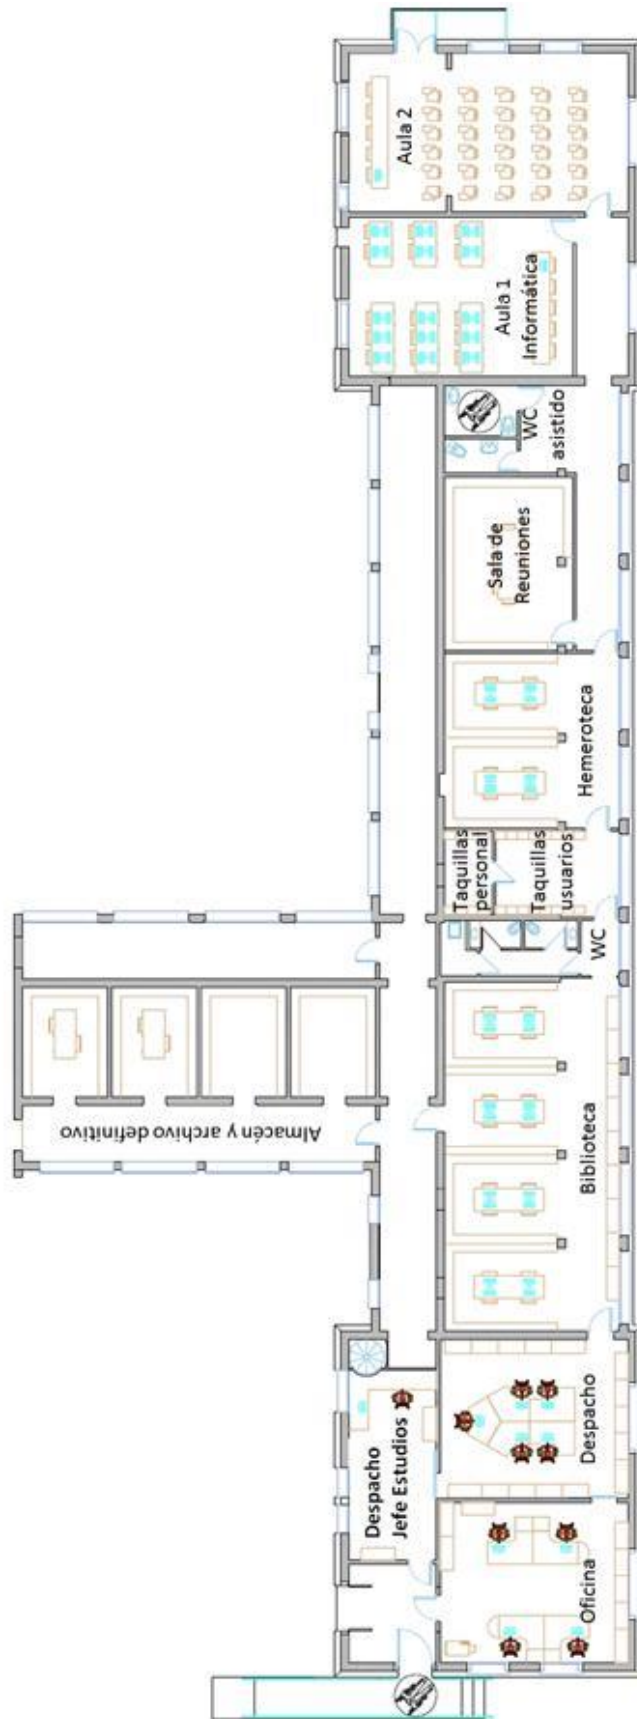 Almacén y archivo definitivo
Despacho
Jefe Estudios
Oficina
Despacho
Biblioteca
WC
Taquillas
personal
Taquillas
usuarios
Hemeroteca
Sala de
Reuniones
WC
asistido
Aula 1
Informática
Aula 2